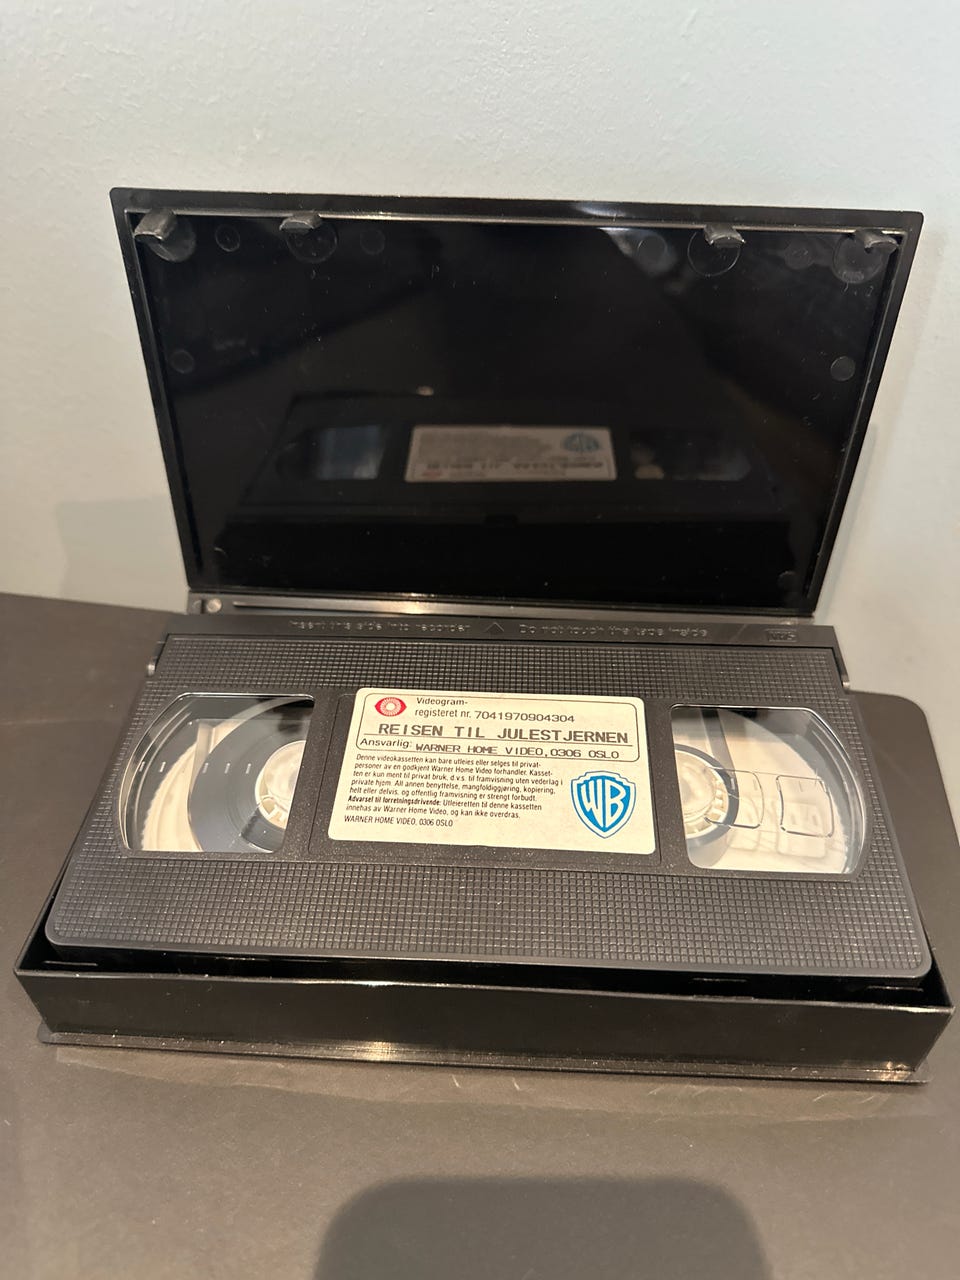 Insert this side into recorder △ Do not touch the tape inside VHS
Videogram-
registeret nr. 7041970904304
REISEN TIL JULESTJERNEN
Ansvarlig: WARNER HOME VIDEO, 0306 OSLO
Denne videokassetten kan bare utleies eller selges til privat-
personer av en godkjent Warner Home Video forhandler. Kasset-
ten er kun ment til privat bruk, d.v.s. til framvisning uten vederlag i
private hjem. All annen benyttelse, mangfoldiggjøring, kopiering,
helt eller delvis, og offentlig framvisning er strengt forbudt.
Advarsel til forretningsdrivende: Utleieretten til denne kassetten
innehas av Warner Home Video, og kan ikke overdras.
WARNER HOME VIDEO, 0306 OSLO
WB